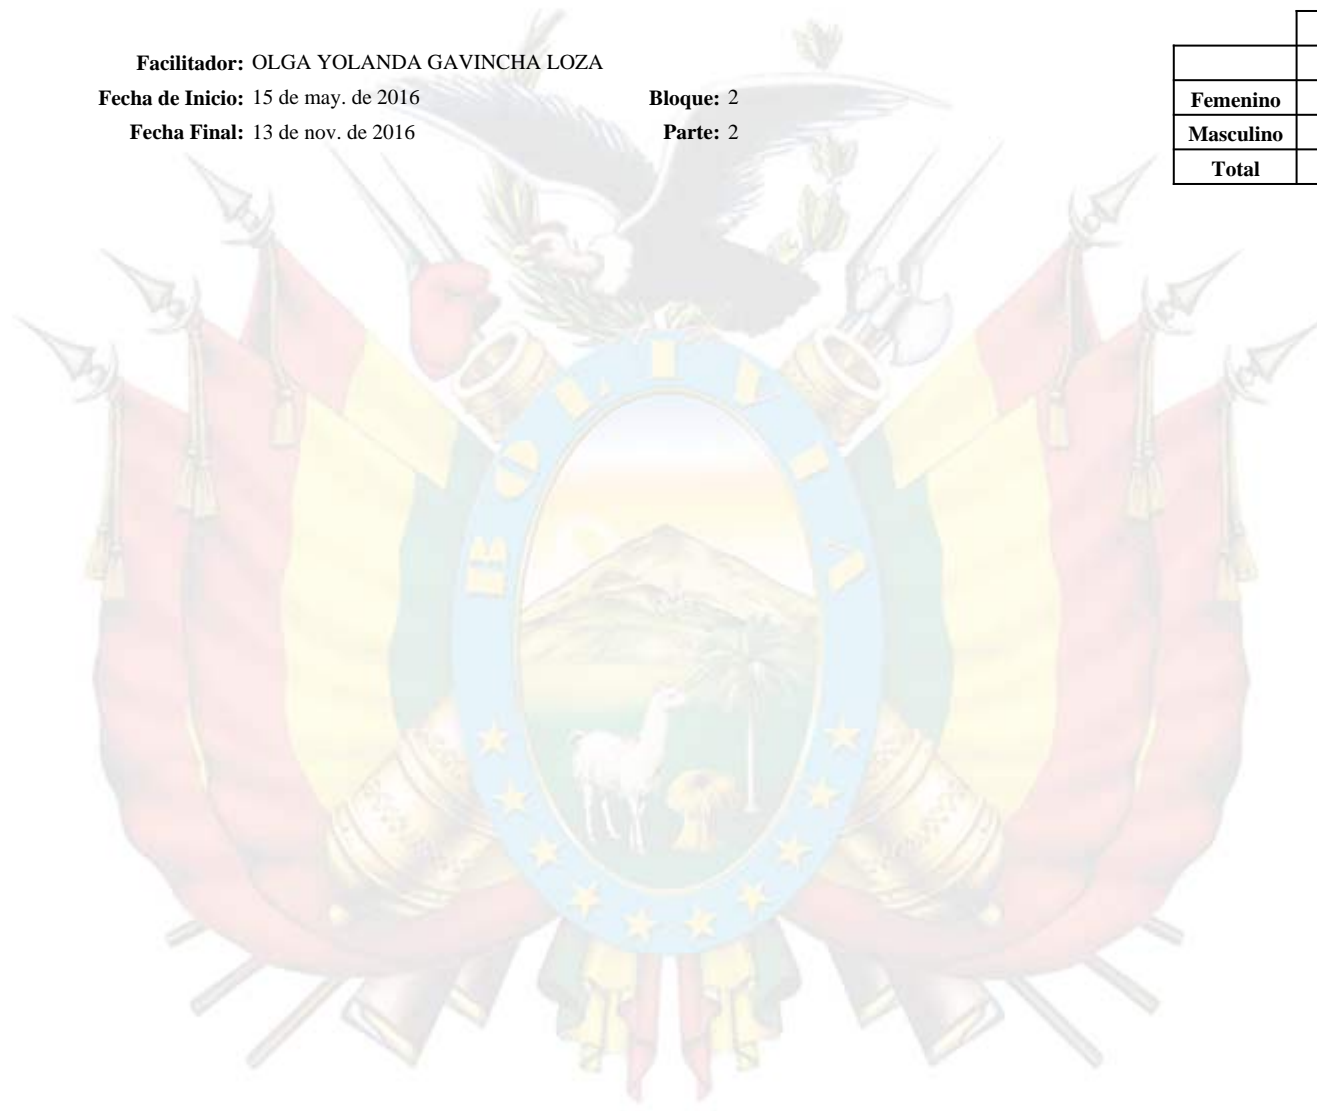 Facilitador: OLGA YOLANDA GAVINCHA LOZA
Fecha de Inicio: 15 de may. de 2016 Bloque: 2
Fecha Final: 13 de nov. de 2016 Parte: 2
Femenino
Masculino
Total
BOLIVIA